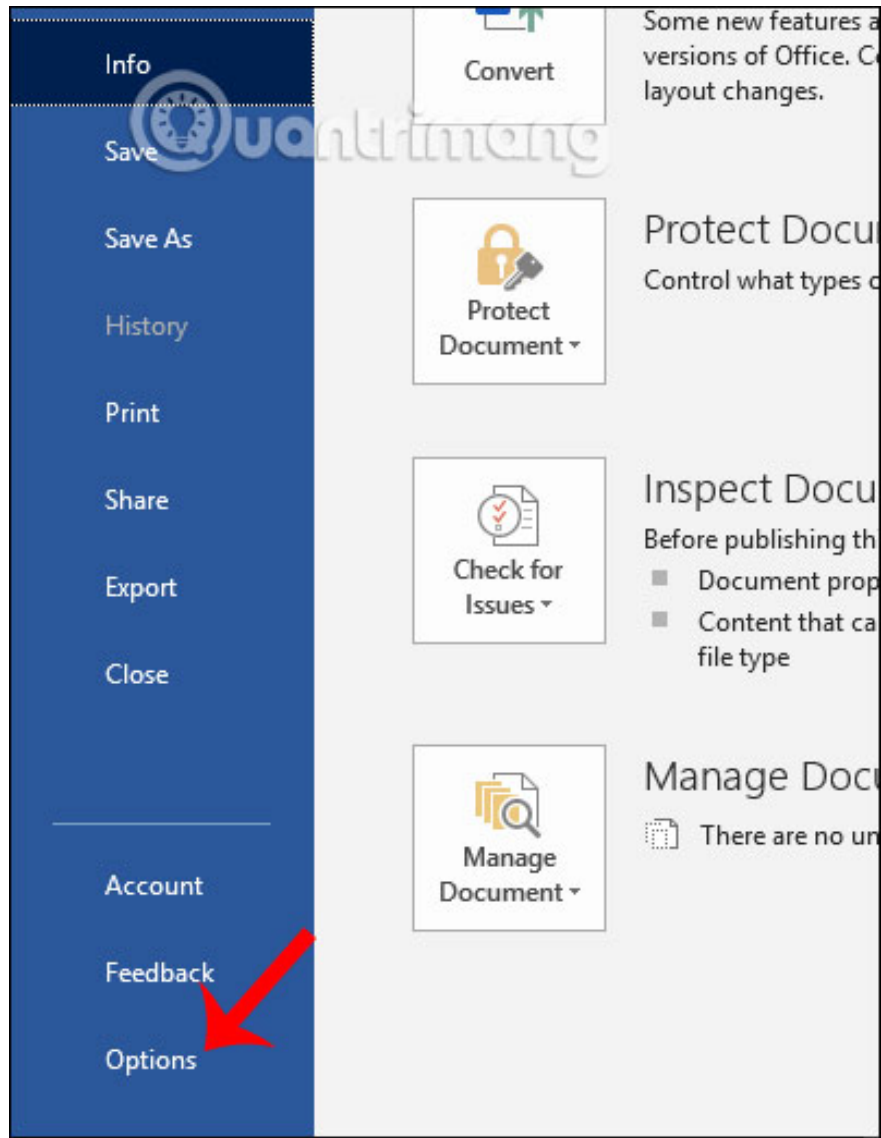 Info
Save
Save As
History
Print
Share
Export
Close
Account
Feedback
Options
Quantrimang
Convert
Some new features a
versions of Office. C
layout changes.
Protect
Document
Protect Docu
Control what types
Check for
Issues
Inspect Docu
Before publishing th
Document prop
Content that ca
file type
Manage
Document
Manage Docu
There are no un